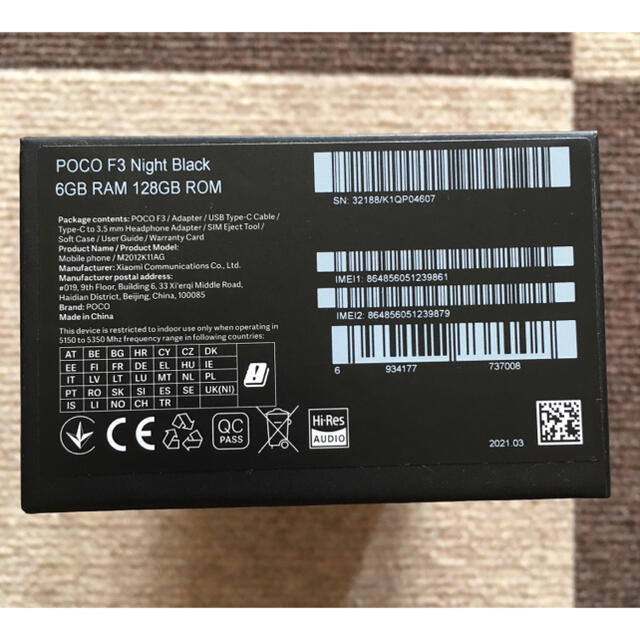 POCO F3 Night Black
6GB RAM 128GB ROM
Package contents: POCO F3 / Adapter / USB Type-C Cable /
Type-C to 3.5 mm Headphone Adapter / SIM Eject Tool /
Soft Case / User Guide / Warranty Card
Product Name / Product Model:
Mobile phone / M2012K11AG
Manufacturer: Xiaomi Communications Co., Ltd.
Manufacturer postal address:
#019, 9th Floor, Building 6, 33 Xi'erqi Middle Road,
Haidian District, Beijing, China, 100085
Brand: POCO
Made in China
This device is restricted to indoor use only when operating in
5150 to 5350 Mhz frequency range in following countries:
AT BE BG HR CY CZ DK
EE FI FR DE EL HU IE
IT LV LT LU MT NL PL
PT RO SK SI ES SE UK(NI)
IS LI NO CH TR
CE
QC
PASS
Hi-Res
AUDIO
SN: 32188/K1QP04607
IMEI1: 864856051239861
IMEI2: 864856051239879
6 934177 737008
2021.03